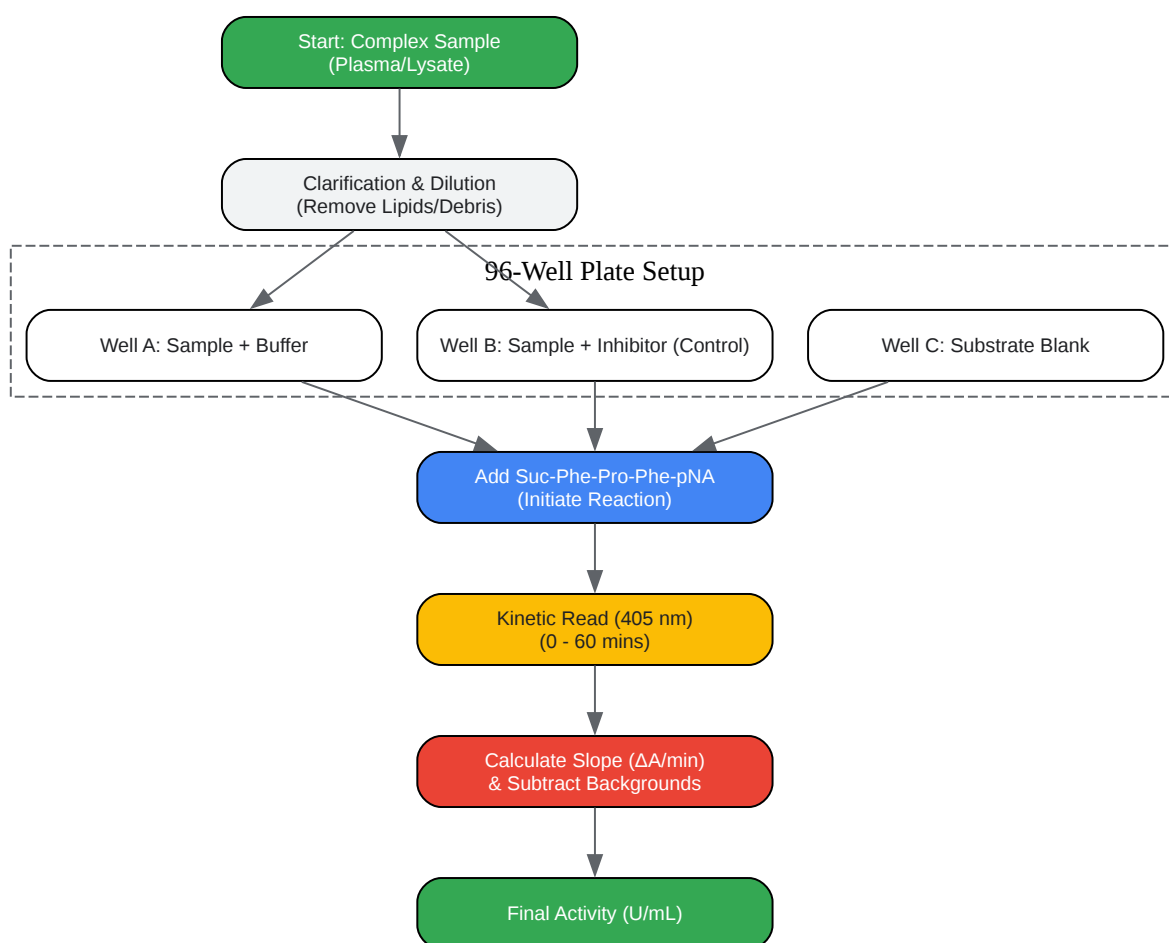 Start: Complex Sample
(Plasma/Lysate)
Clarification & Dilution
(Remove Lipids/Debris)
96-Well Plate Setup
Well A: Sample + Buffer
Well B: Sample + Inhibitor (Control)
Well C: Substrate Blank
Add Suc-Phe-Pro-Phe-pNA
(Initiate Reaction)
Kinetic Read (405 nm)
(0 - 60 mins)
Calculate Slope (ΔA/min)
& Subtract Backgrounds
Final Activity (U/mL)